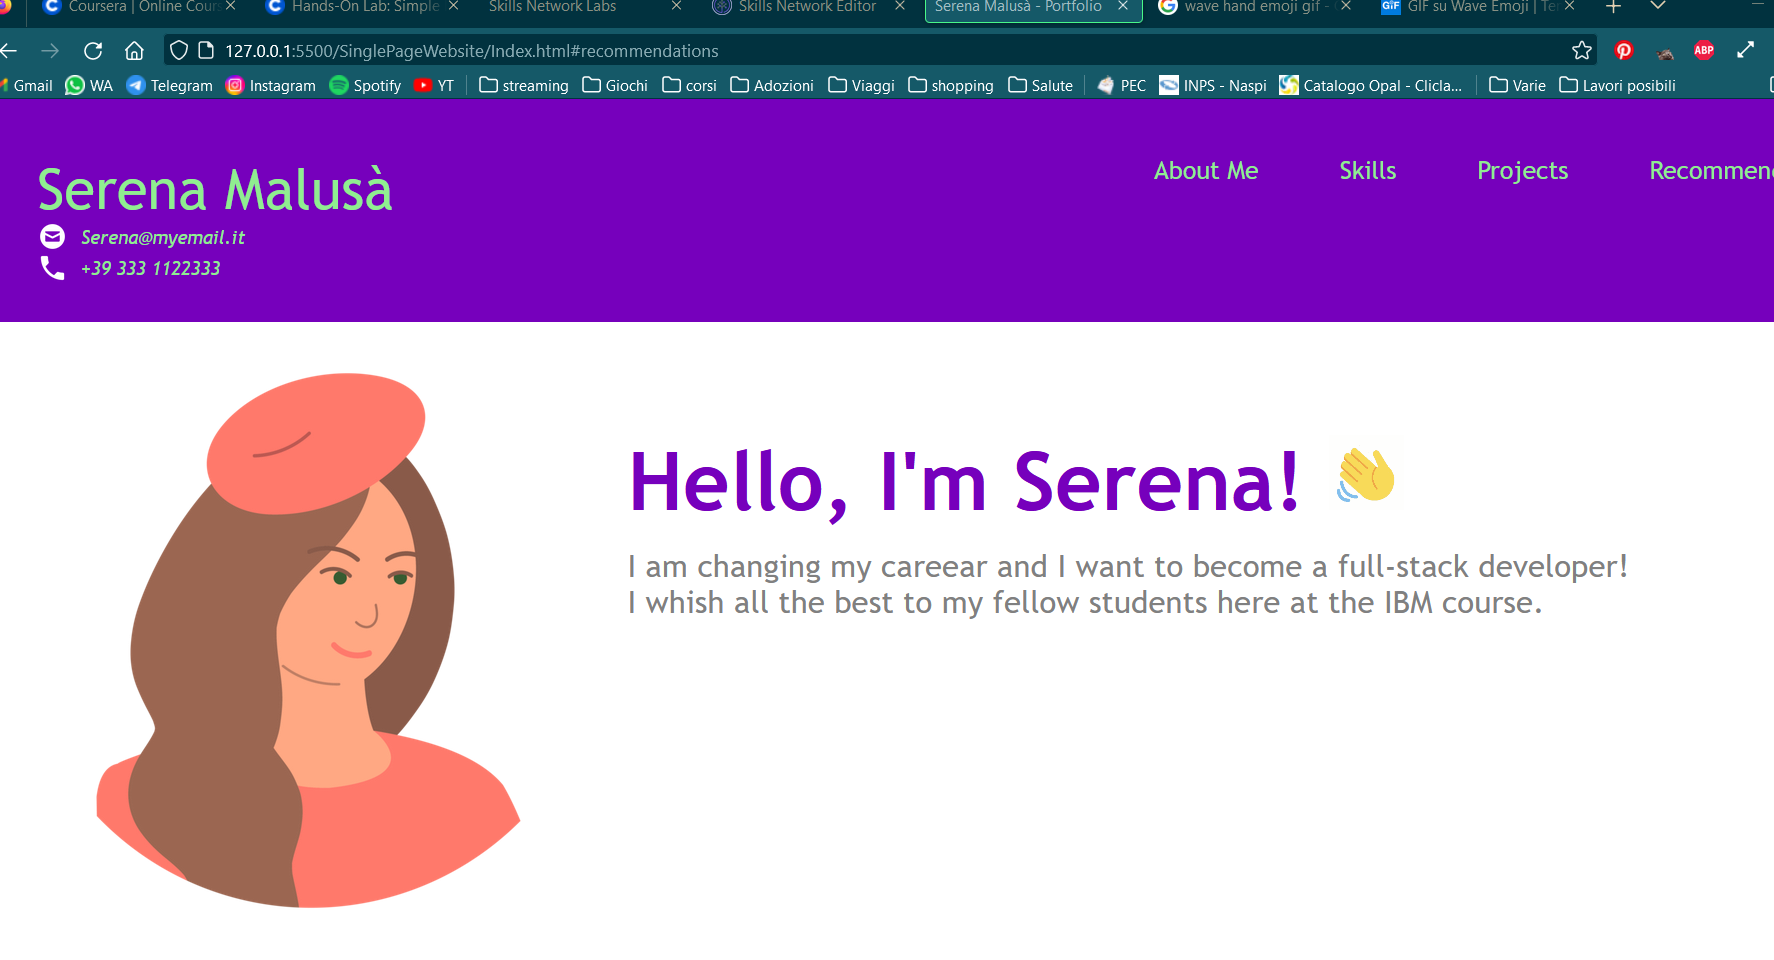 Coursera | Online Cours
Hands-On Lab: Simple
Skills Network Labs
Skills Network Editor
Serena Malusà - Portfolio
wave hand emoji gif -
GIF su Wave Emoji | Te
127.0.0.1:5500/SinglePageWebsite/Index.html#recommendations
ABP
Gmail WA Telegram Instagram Spotify YT streaming Giochi corsi Adozioni Viaggi shopping Salute PEC INPS - Naspi Catalogo Opal - Clicla... Varie Lavori posibili
About Me Skills Projects Recommen
Serena Malusà
Serena@myemail.it
+39 333 1122333
Hello, I'm Serena!
I am changing my careear and I want to become a full-stack developer!
I whish all the best to my fellow students here at the IBM course.